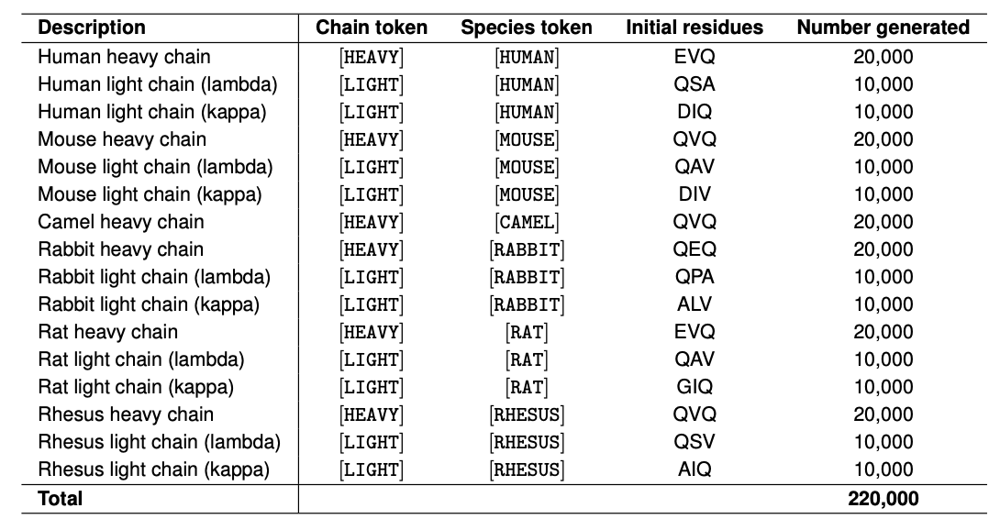 Description Chain token Species token Initial residues Number generated
Human heavy chain [HEAVY] [HUMAN] EVQ 20,000
Human light chain (lambda) [LIGHT] [HUMAN] QSA 10,000
Human light chain (kappa) [LIGHT] [HUMAN] DIQ 10,000
Mouse heavy chain [HEAVY] [MOUSE] QVQ 20,000
Mouse light chain (lambda) [LIGHT] [MOUSE] QAV 10,000
Mouse light chain (kappa) [LIGHT] [MOUSE] DIV 10,000
Camel heavy chain [HEAVY] [CAMEL] QVQ 20,000
Rabbit heavy chain [HEAVY] [RABBIT] QEQ 20,000
Rabbit light chain (lambda) [LIGHT] [RABBIT] QPA 10,000
Rabbit light chain (kappa) [LIGHT] [RABBIT] ALV 10,000
Rat heavy chain [HEAVY] [RAT] EVQ 20,000
Rat light chain (lambda) [LIGHT] [RAT] QAV 10,000
Rat light chain (kappa) [LIGHT] [RAT] GIQ 10,000
Rhesus heavy chain [HEAVY] [RHESUS] QVQ 20,000
Rhesus light chain (lambda) [LIGHT] [RHESUS] QSV 10,000
Rhesus light chain (kappa) [LIGHT] [RHESUS] AIQ 10,000
Total 220,000